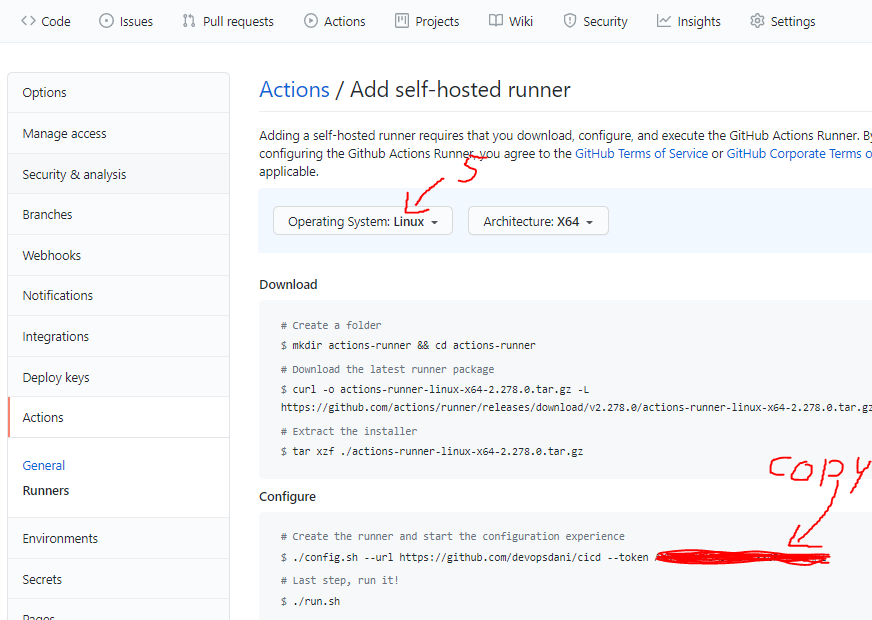 Code Issues Pull requests Actions Projects Wiki Security Insights Settings
Options
Manage access
Security & analysis
Branches
Webhooks
Notifications
Integrations
Deploy keys
Actions
General
Runners
Environments
Secrets
Pages
Actions / Add self-hosted runner
Adding a self-hosted runner requires that you download, configure, and execute the GitHub Actions Runner. By
configuring the Github Actions Runner, you agree to the GitHub Terms of Service or GitHub Corporate Terms o
applicable.
5
Operating System: Linux Architecture: X64
Download
# Create a folder
$ mkdir actions-runner && cd actions-runner
# Download the latest runner package
$ curl -o actions-runner-linux-x64-2.278.0.tar.gz -L
https://github.com/actions/runner/releases/download/v2.278.0/actions-runner-linux-x64-2.278.0.tar.gz
# Extract the installer
$ tar xzf ./actions-runner-linux-x64-2.278.0.tar.gz
copy
Configure
# Create the runner and start the configuration experience
$ ./config.sh --url https://github.com/devopsdani/cicd --token
# Last step, run it!
$ ./run.sh